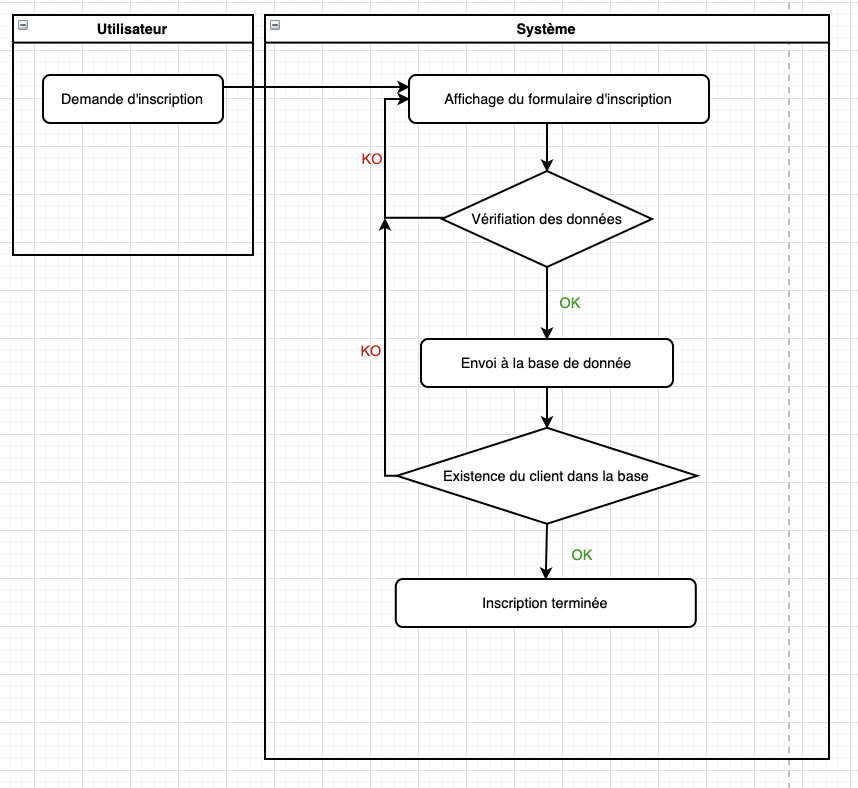 Utilisateur
Système
Demande d'inscription
Affichage du formulaire d'inscription
KO
Vérifiation des données
OK
KO
Envoi à la base de donnée
Existence du client dans la base
OK
Inscription terminée